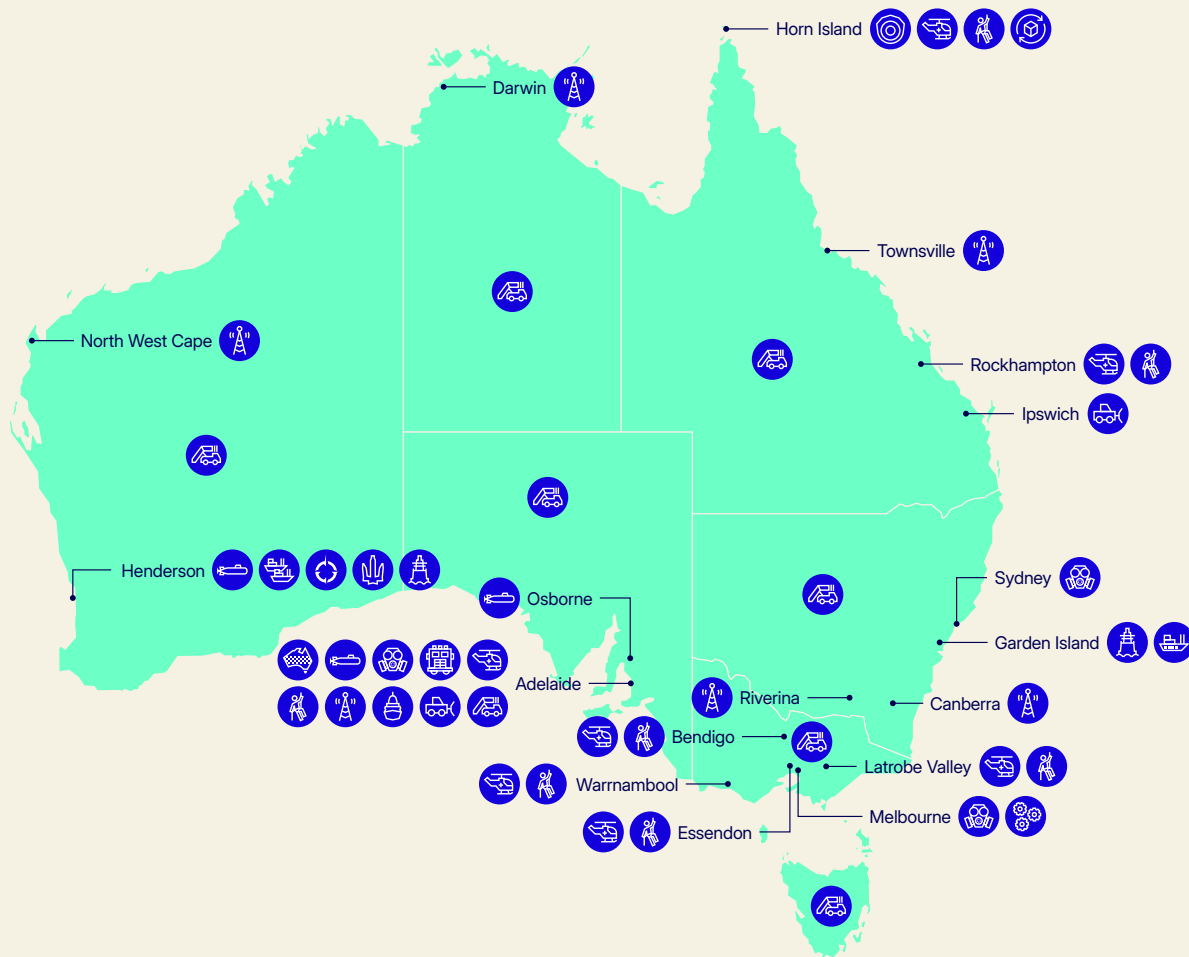 Horn Island
Darwin
Townsville
North West Cape
Rockhampton
Ipswich
Henderson
Sydney
Osborne
Garden Island
Adelaide
Riverina
Canberra
Bendigo
Latrobe Valley
Warrnambool
Melbourne
Essendon